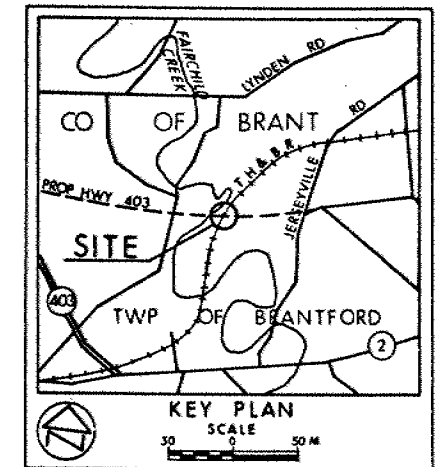 FAIRCHILD
CREEK
LYNDEN RD
CO OF BRANT
RD
T H & B R
PROP HWY 403
JERSEYVILLE
SITE
403
TWP OF BRANTFORD
2
KEY PLAN
SCALE
30 0 50 M